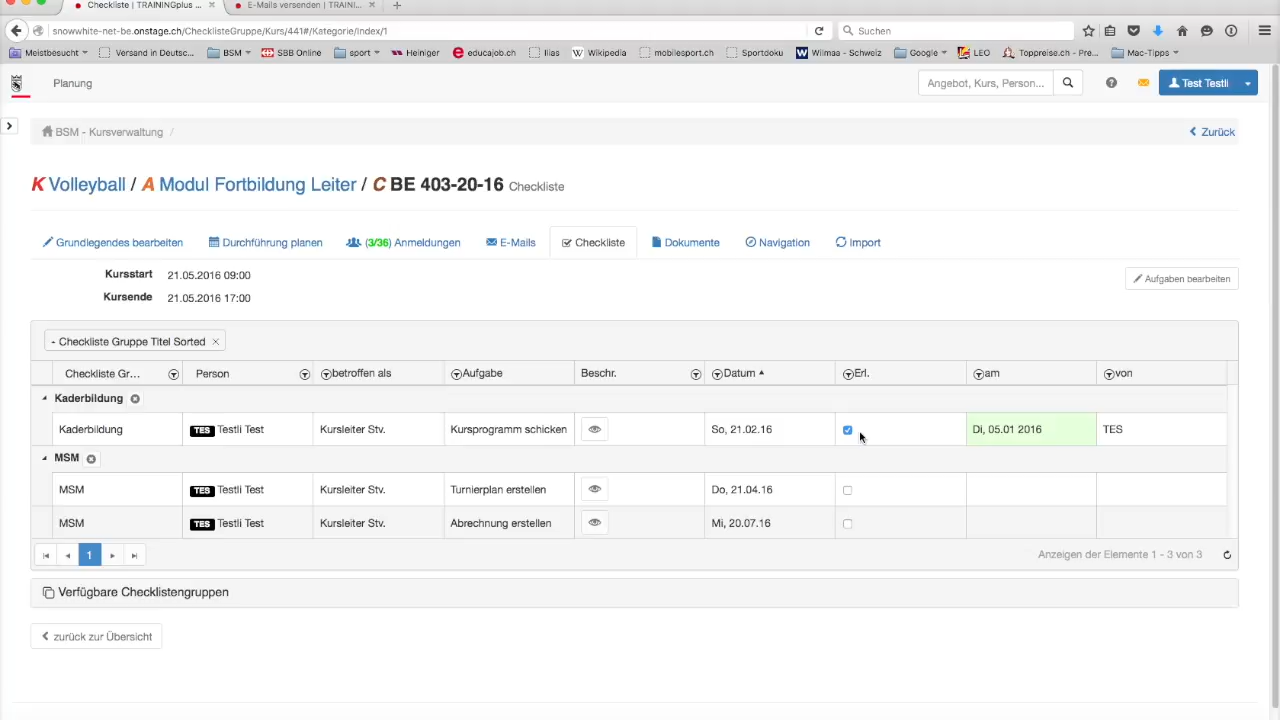 Checkliste | TRAININGplus ... ×
E-Mails versenden | TRAINI... ×
+
snowwhite-net-be.onstage.ch/ChecklisteGruppe/Kurs/441#/Kategorie/Index/1
Suchen
Meistbesucht
Versand in Deutsc...
BSM
SBB Online
sport
Heiniger
educajob.ch
Ilias
Wikipedia
mobilesport.ch
Sportdoku
Wilmaa - Schweiz
Google
LEO
Toppreise.ch - Pre...
Mac-Tipps
Planung
Angebot, Kurs, Person...
Test Testli
BSM - Kursverwaltung /
Zurück
K Volleyball / A Modul Fortbildung Leiter / C BE 403-20-16 Checkliste
Grundlegendes bearbeiten
Durchführung planen
(3/36) Anmeldungen
E-Mails
Checkliste
Dokumente
Navigation
Import
Kursstart 21.05.2016 09:00
Aufgaben bearbeiten
Kursende 21.05.2016 17:00
- Checkliste Gruppe Titel Sorted ×
Checkliste Gr... Person betroffen als Aufgabe Beschr. Datum Erl. am von
Kaderbildung
Kaderbildung TES Testli Test Kursleiter Stv. Kursprogramm schicken So, 21.02.16 Di, 05.01 2016 TES
MSM
MSM TES Testli Test Kursleiter Stv. Turnierplan erstellen Do, 21.04.16
MSM TES Testli Test Kursleiter Stv. Abrechnung erstellen Mi, 20.07.16
1
Anzeigen der Elemente 1 - 3 von 3
Verfügbare Checklistengruppen
zurück zur Übersicht